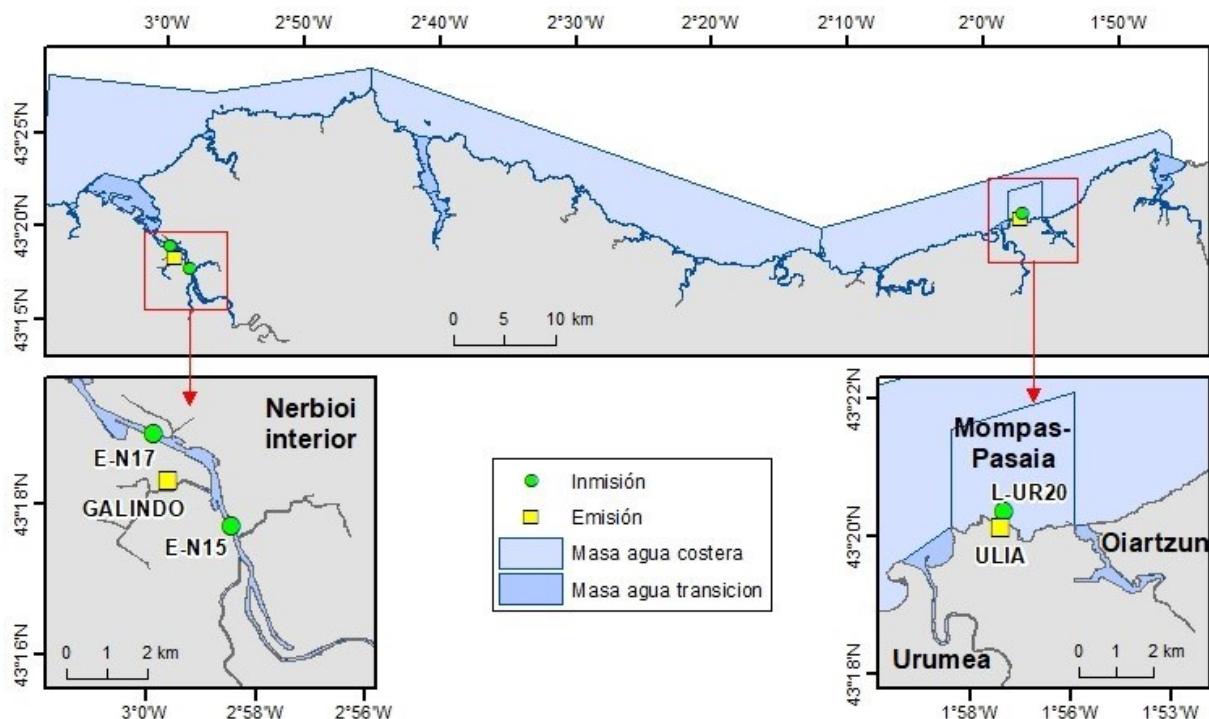 3°0'W 2°50'W 2°40'W 2°30'W 2°20'W 2°10'W 2°0'W 1°50'W
43°25'N
43°20'N
43°15'N
0 5 10 km
Nerbioi
interior
E-N17
GALINDO
E-N15
43°18'N
43°16'N
0 1 2 km
3°0'W 2°58'W 2°56'W
Inmisión
Emisión
Masa agua costera
Masa agua transicion
43°22'N
43°20'N
43°18'N
Mompas-
Pasaia
L-UR20
ULIA
Oiartzun
Urumea
0 1 2 km
1°58'W 1°56'W 1°53'W